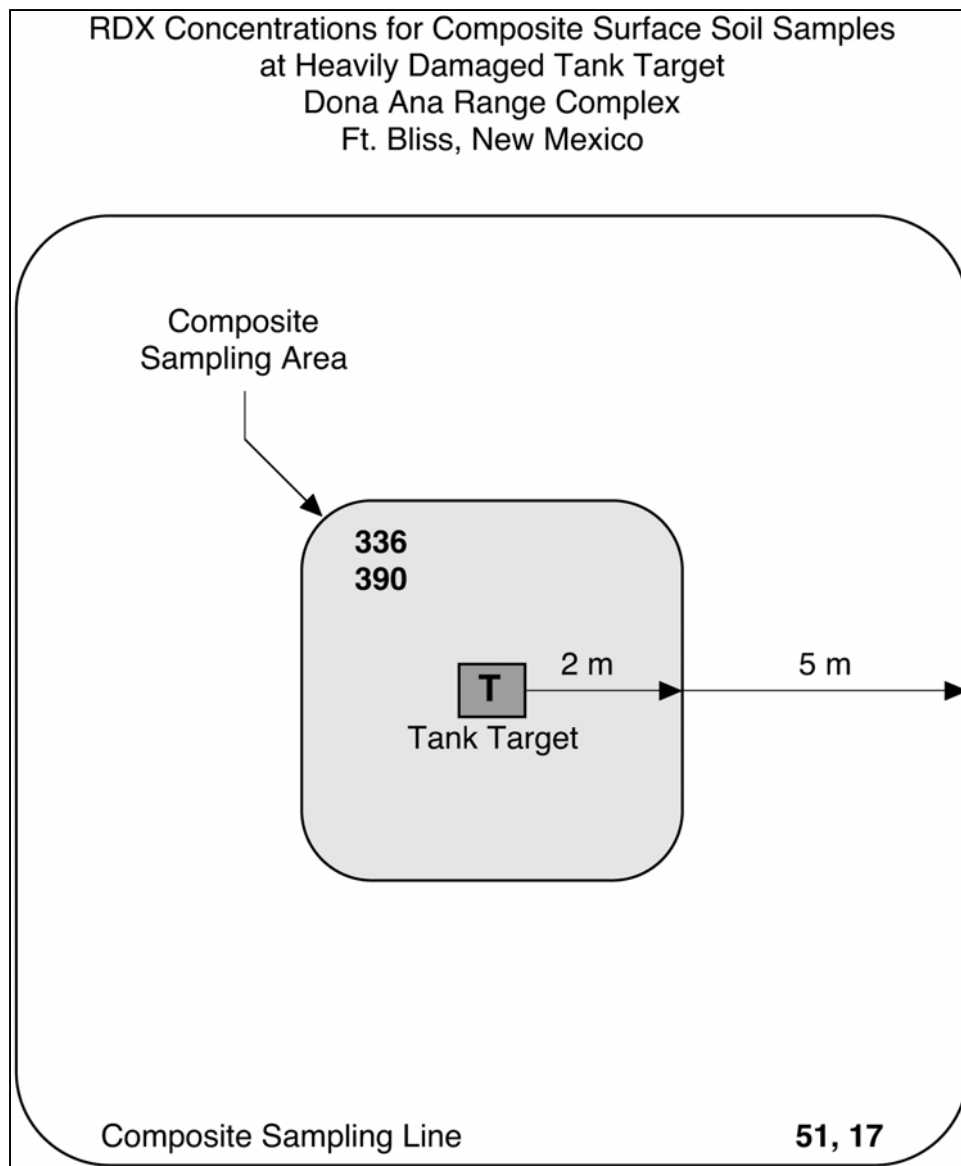 RDX Concentrations for Composite Surface Soil Samples
at Heavily Damaged Tank Target
Dona Ana Range Complex
Ft. Bliss, New Mexico
Composite
Sampling Area
336
390
2 m
5 m
T
Tank Target
Composite Sampling Line
51, 17